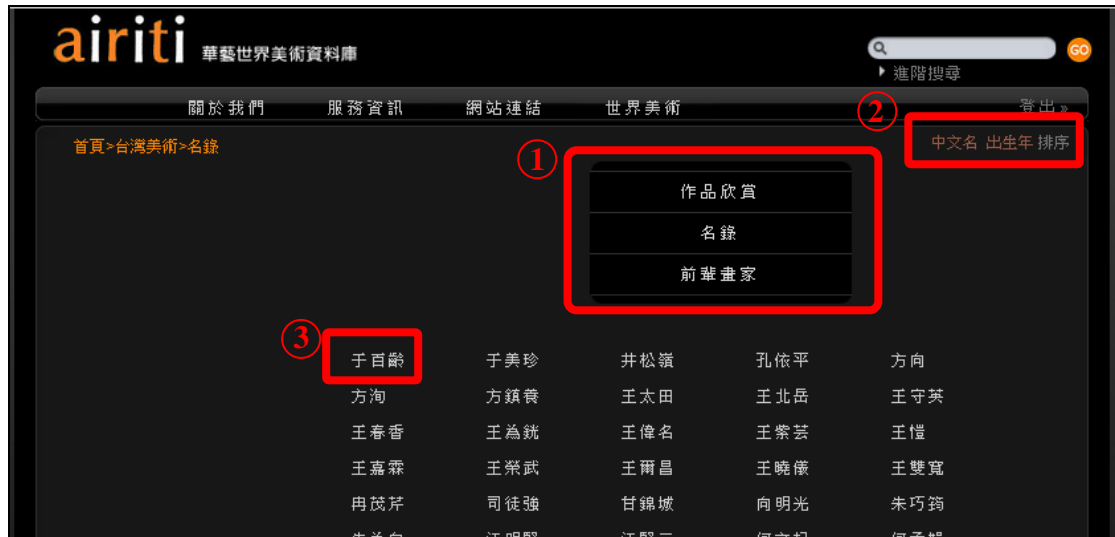 airiti 華藝世界美術資料庫
GO
進階搜尋
關於我們 服務資訊 網站連結 世界美術 登出»
②
首頁>台灣美術>名錄 中文名 出生年 排序
①
作品欣賞
名錄
前輩畫家
③
于百齡 于美珍 井松嶺 孔依平 方向
方洵 方鎮養 王太田 王北岳 王守英
王春香 王為銧 王偉名 王紫芸 王愷
王嘉霖 王榮武 王爾昌 王曉儀 王雙寬
冉茂芹 司徒強 甘錦城 向明光 朱巧筠